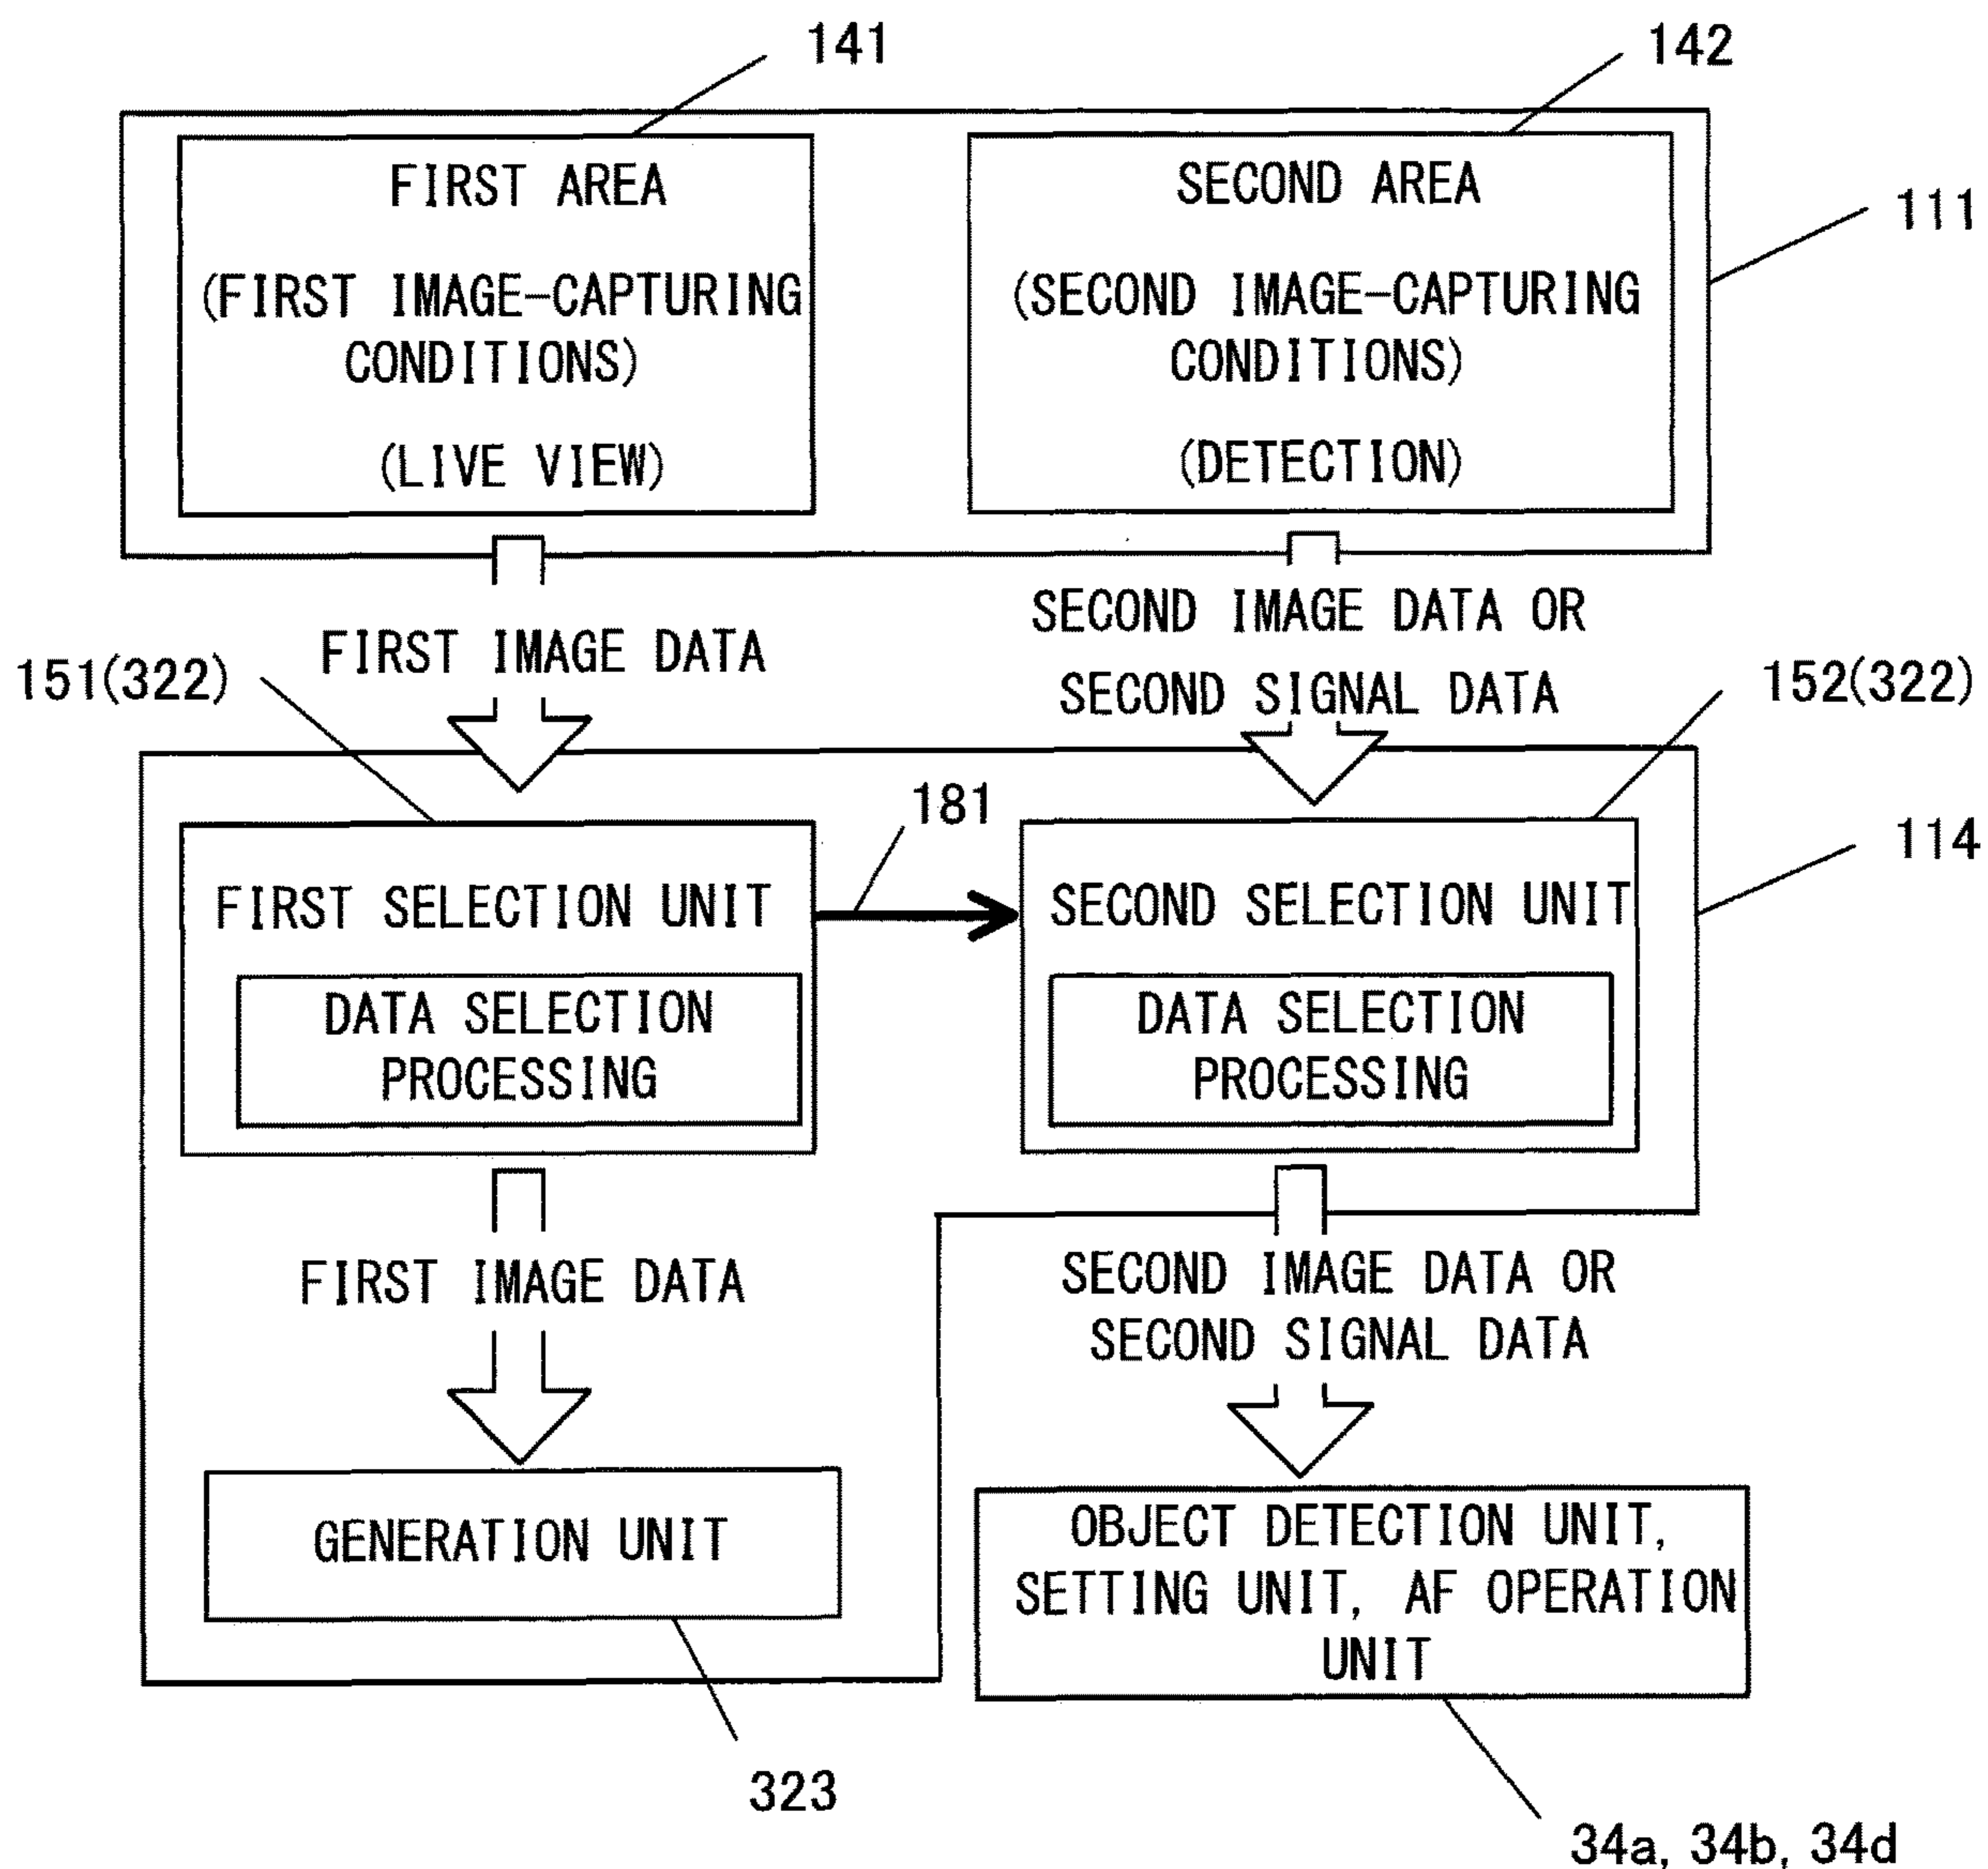 141
142
FIRST AREA
(FIRST IMAGE-CAPTURING
CONDITIONS)
(LIVE VIEW)
SECOND AREA
(SECOND IMAGE-CAPTURING
CONDITIONS)
(DETECTION)
111
FIRST IMAGE DATA
SECOND IMAGE DATA OR
SECOND SIGNAL DATA
151(322)
152(322)
181
114
FIRST SELECTION UNIT
DATA SELECTION
PROCESSING
SECOND SELECTION UNIT
DATA SELECTION
PROCESSING
FIRST IMAGE DATA
SECOND IMAGE DATA OR
SECOND SIGNAL DATA
GENERATION UNIT
OBJECT DETECTION UNIT,
SETTING UNIT, AF OPERATION
UNIT
323
34a, 34b, 34d